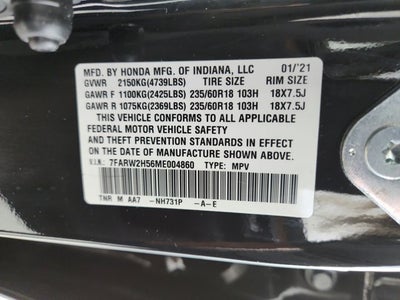 MFD. BY HONDA MFG. OF INDIANA, LLC 01/'21
GVWR 2150KG(4739LBS) TIRE SIZE RIM SIZE
GAWR F 1100KG(2425LBS) 235/60R18 103H 18X7.5J
GAWR R 1075KG(2369LBS) 235/60R18 103H 18X7.5J
THIS VEHICLE CONFORMS TO ALL APPLICABLE
FEDERAL MOTOR VEHICLE SAFETY
AND THEFT PREVENTION STANDARDS IN EFFECT ON THE
DATE OF MANUFACTURE SHOWN ABOVE.
V.I.N.: 7FARW2H56ME004860 TYPE: MPV
TNR M AA7 -NH731P -A-E